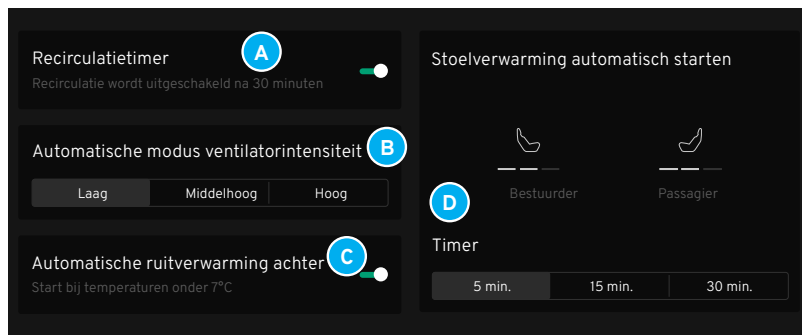 Recirculatietimer
A
Recirculatie wordt uitgeschakeld na 30 minuten
Automatische modus ventilatorintensiteit
B
Laag Middelhoog Hoog
Automatische ruitverwarming achter
C
Start bij temperaturen onder 7°C
Stoelverwarming automatisch starten
Bestuurder Passagier
D
Timer
5 min. 15 min. 30 min.